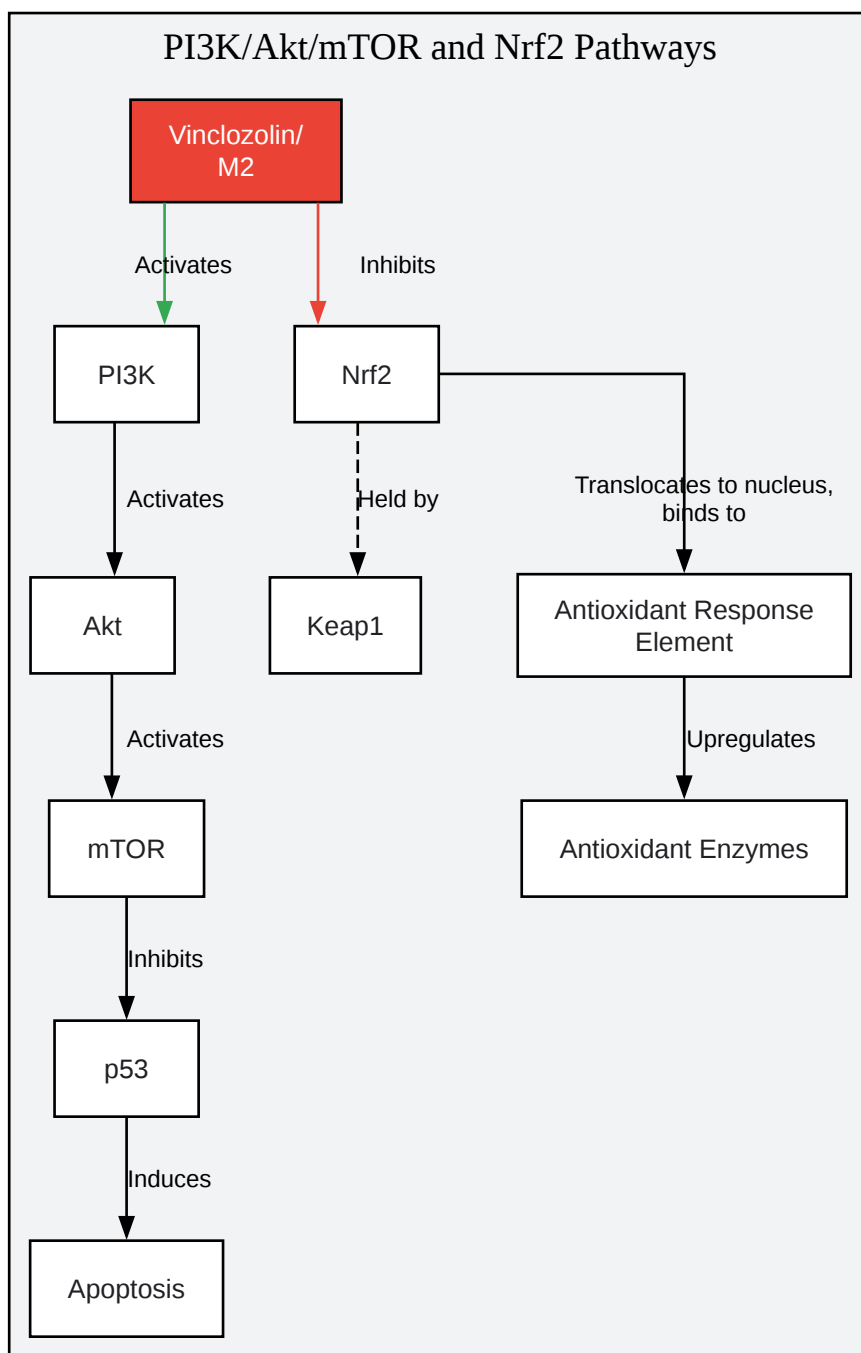 PI3K/Akt/mTOR and Nrf2 Pathways
Vinclozolin/
M2
Activates
Inhibits
PI3K
Nrf2
Activates
Held by
Translocates to nucleus,
binds to
Akt
Keap1
Antioxidant Response
Element
Activates
Upregulates
mTOR
Antioxidant Enzymes
Inhibits
p53
Induces
Apoptosis